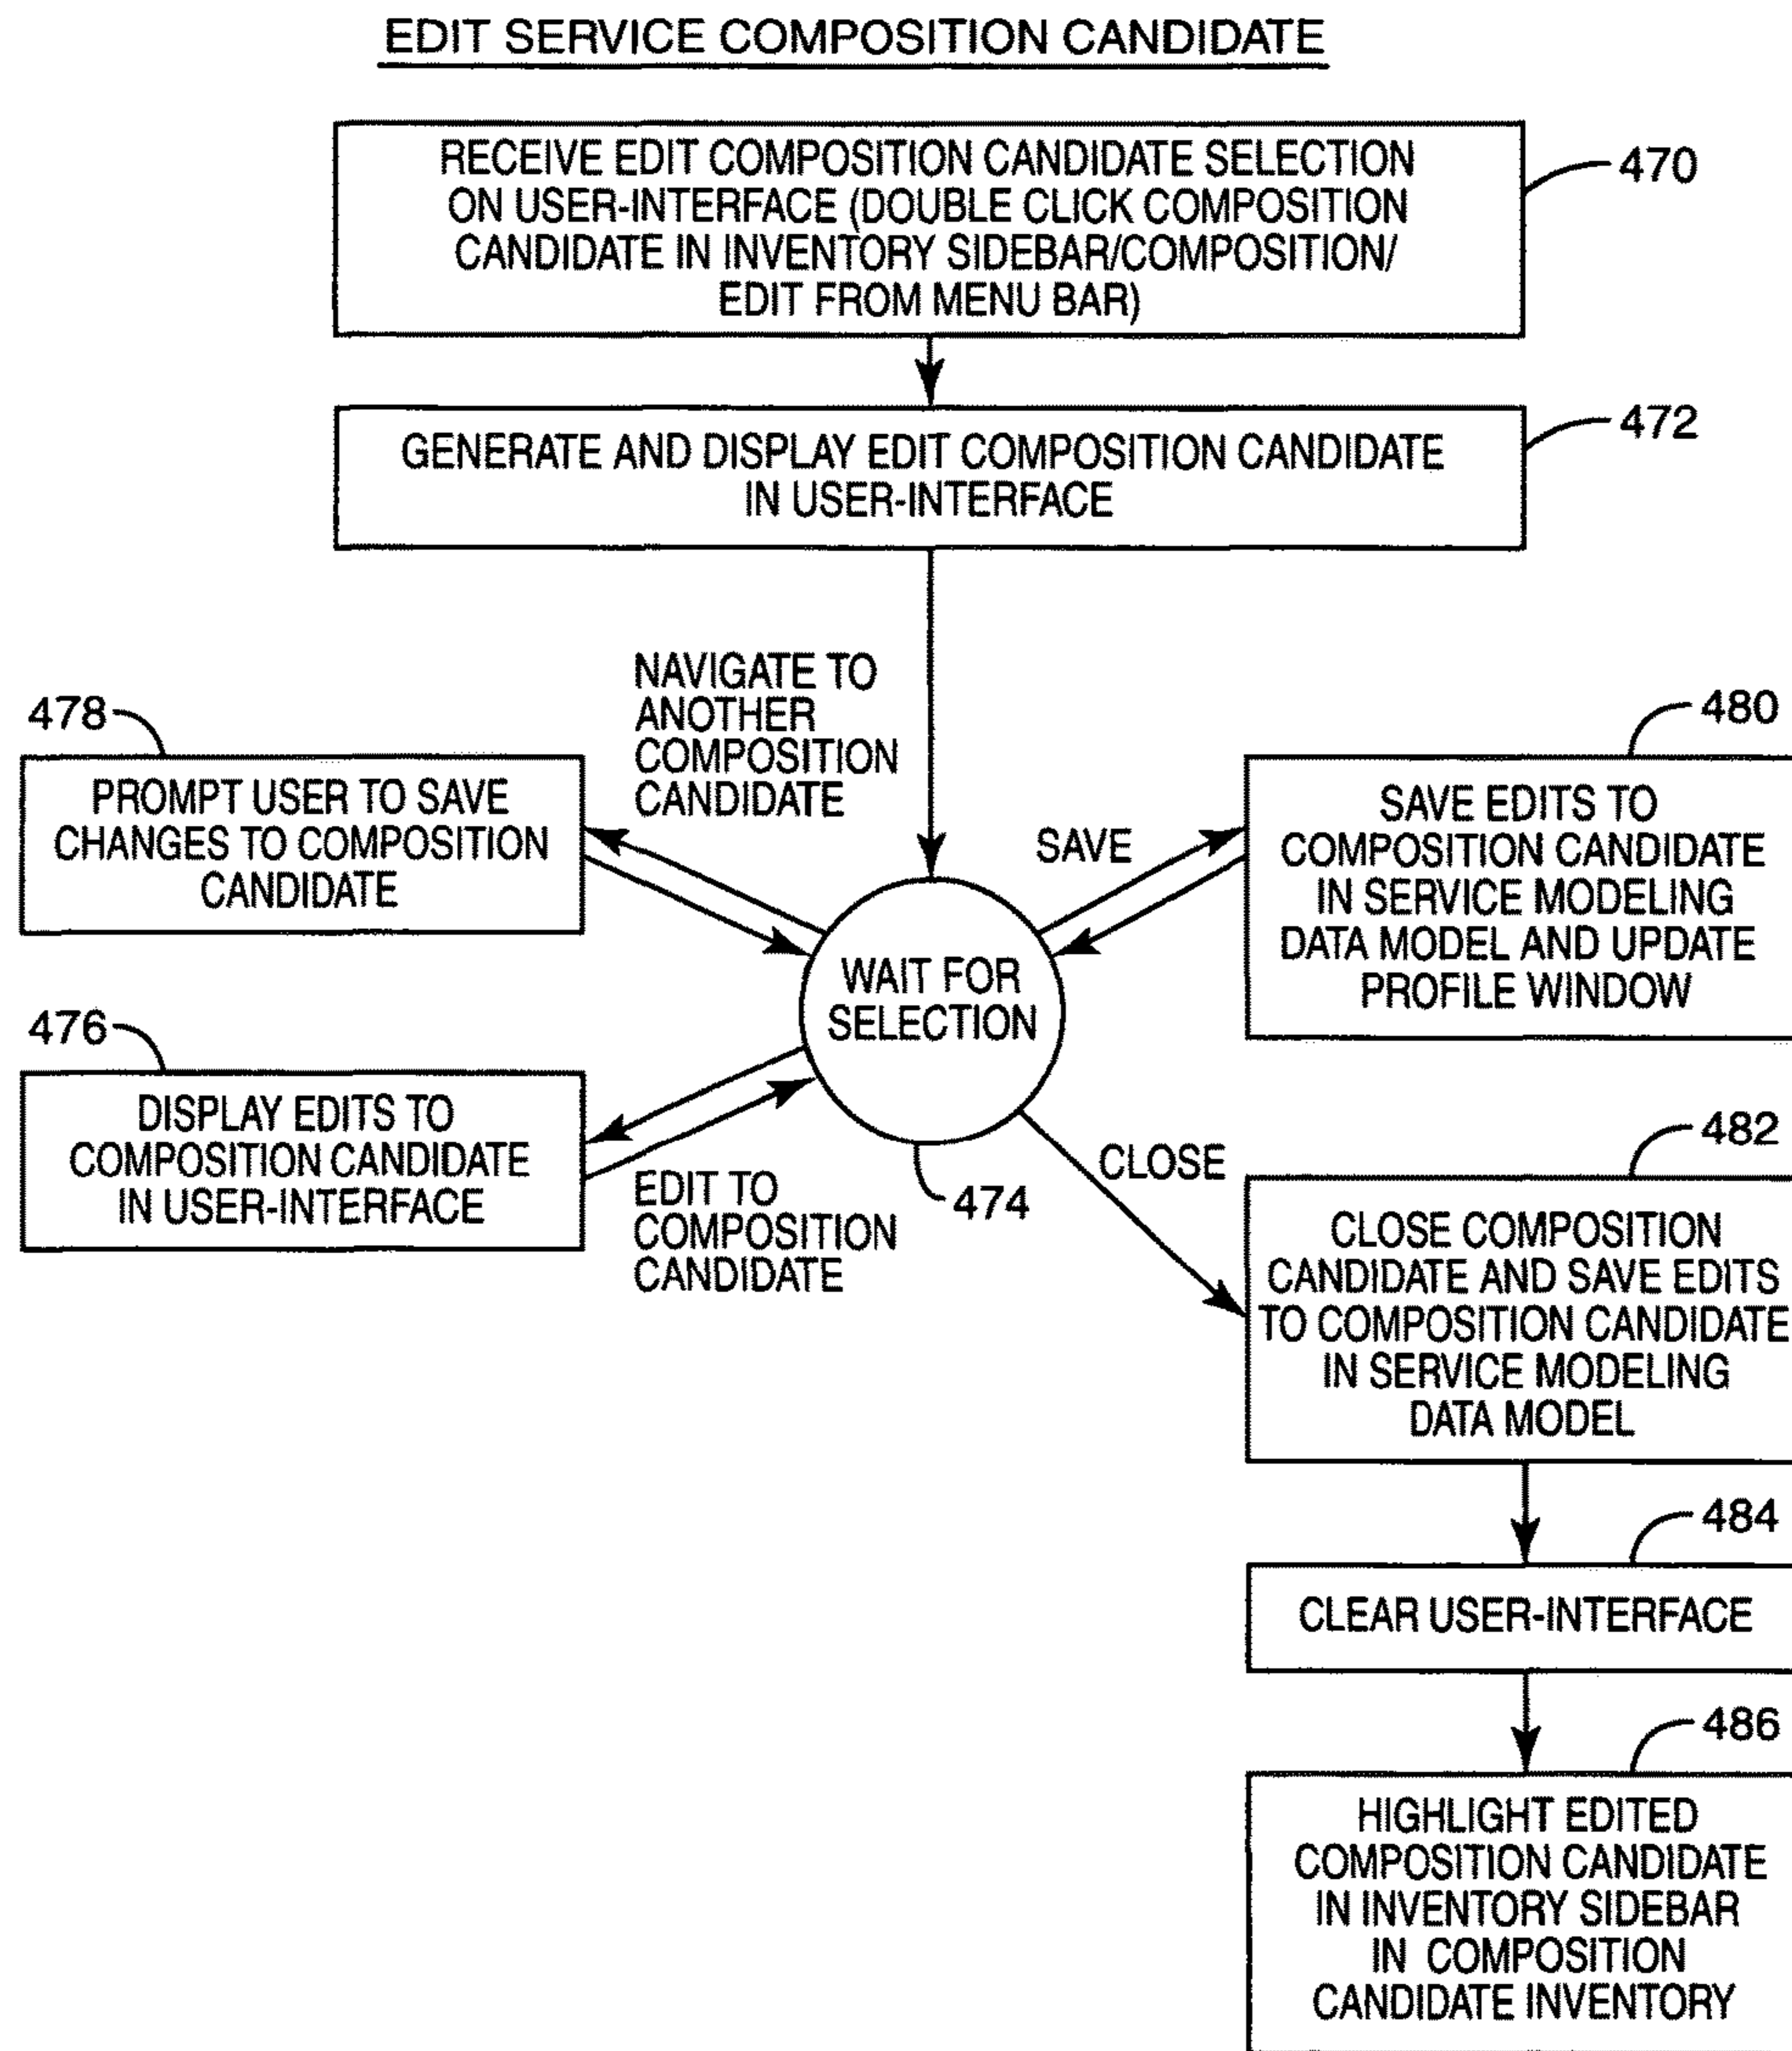 EDIT SERVICE COMPOSITION CANDIDATE
RECEIVE EDIT COMPOSITION CANDIDATE SELECTION
ON USER-INTERFACE (DOUBLE CLICK COMPOSITION
CANDIDATE IN INVENTORY SIDEBAR/COMPOSITION/
EDIT FROM MENU BAR)
470
GENERATE AND DISPLAY EDIT COMPOSITION CANDIDATE
IN USER-INTERFACE
472
NAVIGATE TO
ANOTHER
COMPOSITION
CANDIDATE
478
PROMPT USER TO SAVE
CHANGES TO COMPOSITION
CANDIDATE
SAVE
480
SAVE EDITS TO
COMPOSITION CANDIDATE
IN SERVICE MODELING
DATA MODEL AND UPDATE
PROFILE WINDOW
WAIT FOR
SELECTION
474
476
DISPLAY EDITS TO
COMPOSITION CANDIDATE
IN USER-INTERFACE
EDIT TO
COMPOSITION
CANDIDATE
CLOSE
482
CLOSE COMPOSITION
CANDIDATE AND SAVE EDITS
TO COMPOSITION CANDIDATE
IN SERVICE MODELING
DATA MODEL
484
CLEAR USER-INTERFACE
486
HIGHLIGHT EDITED
COMPOSITION CANDIDATE
IN INVENTORY SIDEBAR
IN COMPOSITION
CANDIDATE INVENTORY